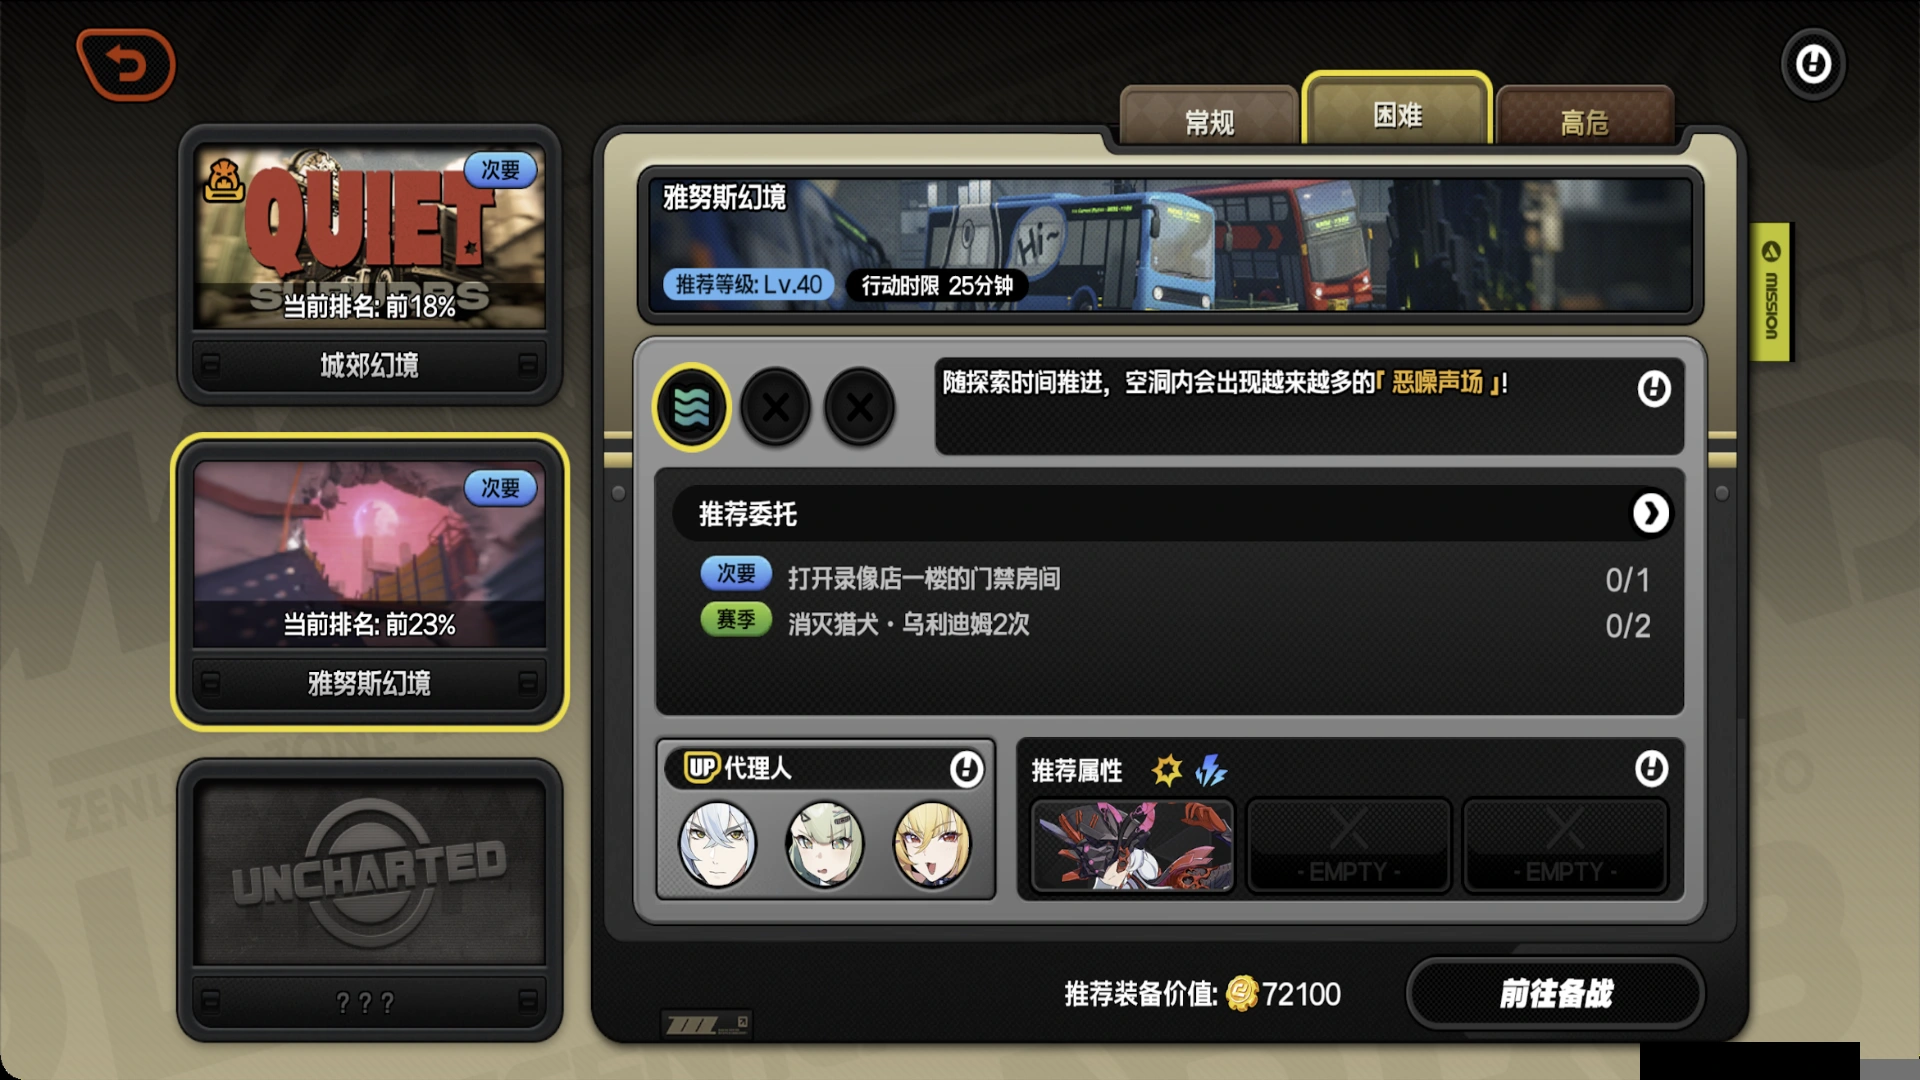 常规
困难
高危
次要
QUIET
SUBURBS
当前排名: 前18%
城郊幻境
次要
当前排名: 前23%
雅努斯幻境
UNCHARTED
? ? ?
雅努斯幻境
Hi~
推荐等级: Lv.40
行动时限 25分钟
MISSION
随探索时间推进，空洞内会出现越来越多的「恶噪声场」!
推荐委托
次要 打开录像店一楼的门禁房间 0/1
赛季 消灭猎犬·乌利迪姆2次 0/2
UP 代理人
推荐属性
- EMPTY -
- EMPTY -
推荐装备价值: 72100
前往备战